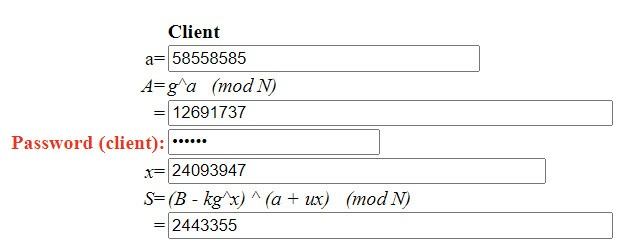 Client
a= 58558585
A= g^a (mod N)
= 12691737
Password (client): ••••••
x= 24093947
S= (B - kg^x) ^ (a + ux) (mod N)
= 2443355